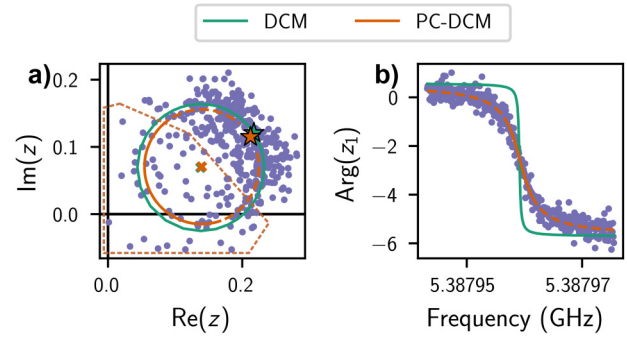 DCM PC-DCM
a) b)
0.2
0.1
0.0
Im(z)
0.0 0.2
Re(z)
0
−2
−4
−6
Arg(z₁)
5.38795 5.38797
Frequency (GHz)